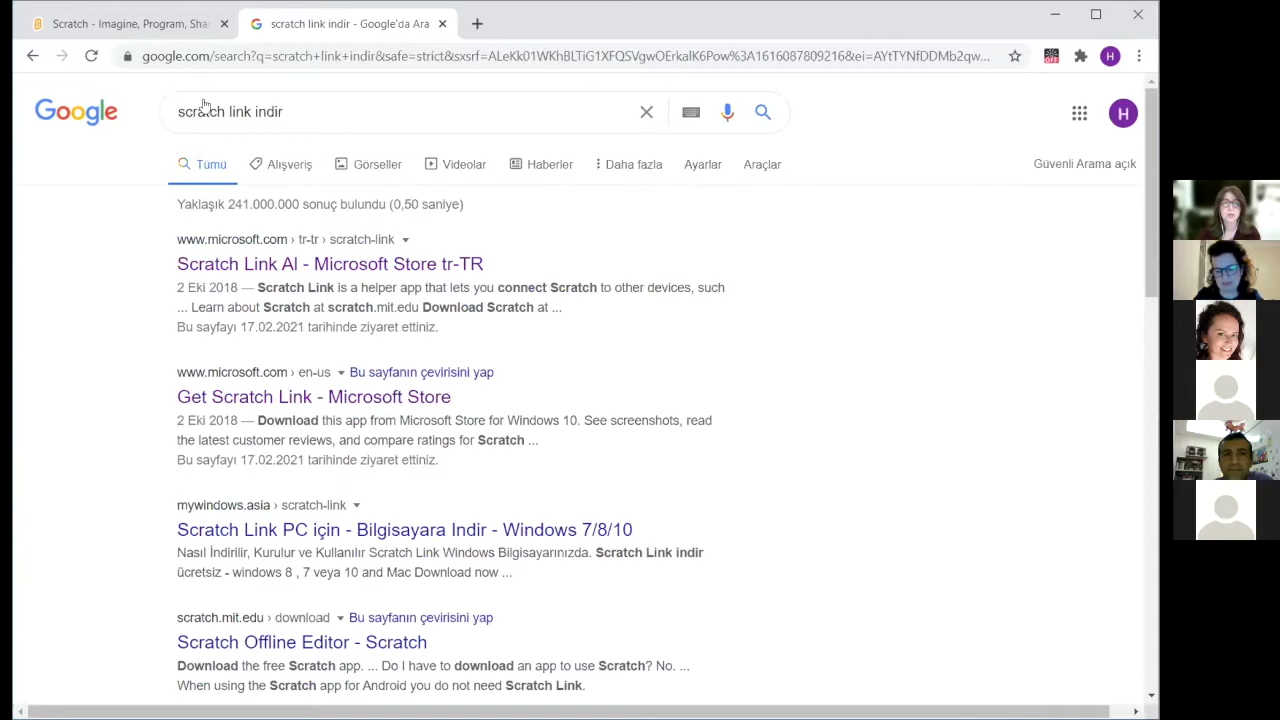 Scratch - Imagine, Program, Sha
scratch link indir - Google'da Ara
google.com/search?q=scratch+link+indir&safe=strict&sxsrf=ALeKk01WKhBLTiG1XFQSVgwOErkalK6Pow%3A1616087809216&ei=AYtTYNfDDMb2qw...
OFF
H
Google
scratch link indir
H
Tümü
Alışveriş
Görseller
Videolar
Haberler
Daha fazla
Ayarlar
Araçlar
Güvenli Arama açık
Yaklaşık 241.000.000 sonuç bulundu (0,50 saniye)
www.microsoft.com › tr-tr › scratch-link
Scratch Link Al - Microsoft Store tr-TR
2 Eki 2018 — Scratch Link is a helper app that lets you connect Scratch to other devices, such
... Learn about Scratch at scratch.mit.edu Download Scratch at ...
Bu sayfayı 17.02.2021 tarihinde ziyaret ettiniz.
www.microsoft.com › en-us Bu sayfanın çevirisini yap
Get Scratch Link - Microsoft Store
2 Eki 2018 — Download this app from Microsoft Store for Windows 10. See screenshots, read
the latest customer reviews, and compare ratings for Scratch ...
Bu sayfayı 17.02.2021 tarihinde ziyaret ettiniz.
mywindows.asia › scratch-link
Scratch Link PC için - Bilgisayara Indir - Windows 7/8/10
Nasıl İndirilir, Kurulur ve Kullanılır Scratch Link Windows Bilgisayarınızda. Scratch Link indir
ücretsiz - windows 8 , 7 veya 10 and Mac Download now ...
scratch.mit.edu › download Bu sayfanın çevirisini yap
Scratch Offline Editor - Scratch
Download the free Scratch app. ... Do I have to download an app to use Scratch? No. ...
When using the Scratch app for Android you do not need Scratch Link.